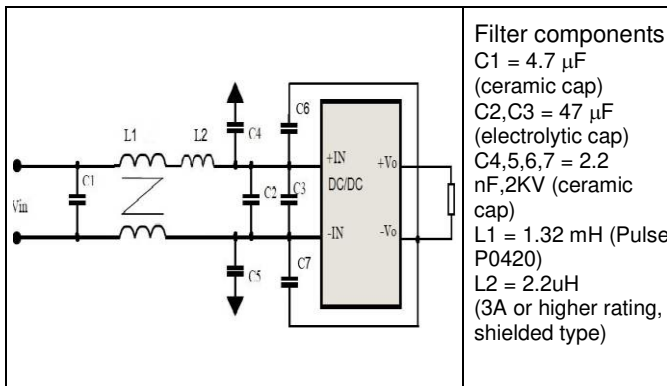 C6
L1
L2
C4
+IN
+Vo
DC/DC
C1
C2
C3
Vin
-IN
-Vo
C7
C5
Filter components
C1 = 4.7 µF
(ceramic cap)
C2,C3 = 47 µF
(electrolytic cap)
C4,5,6,7 = 2.2
nF,2KV (ceramic
cap)
L1 = 1.32 mH (Pulse
P0420)
L2 = 2.2uH
(3A or higher rating,
shielded type)